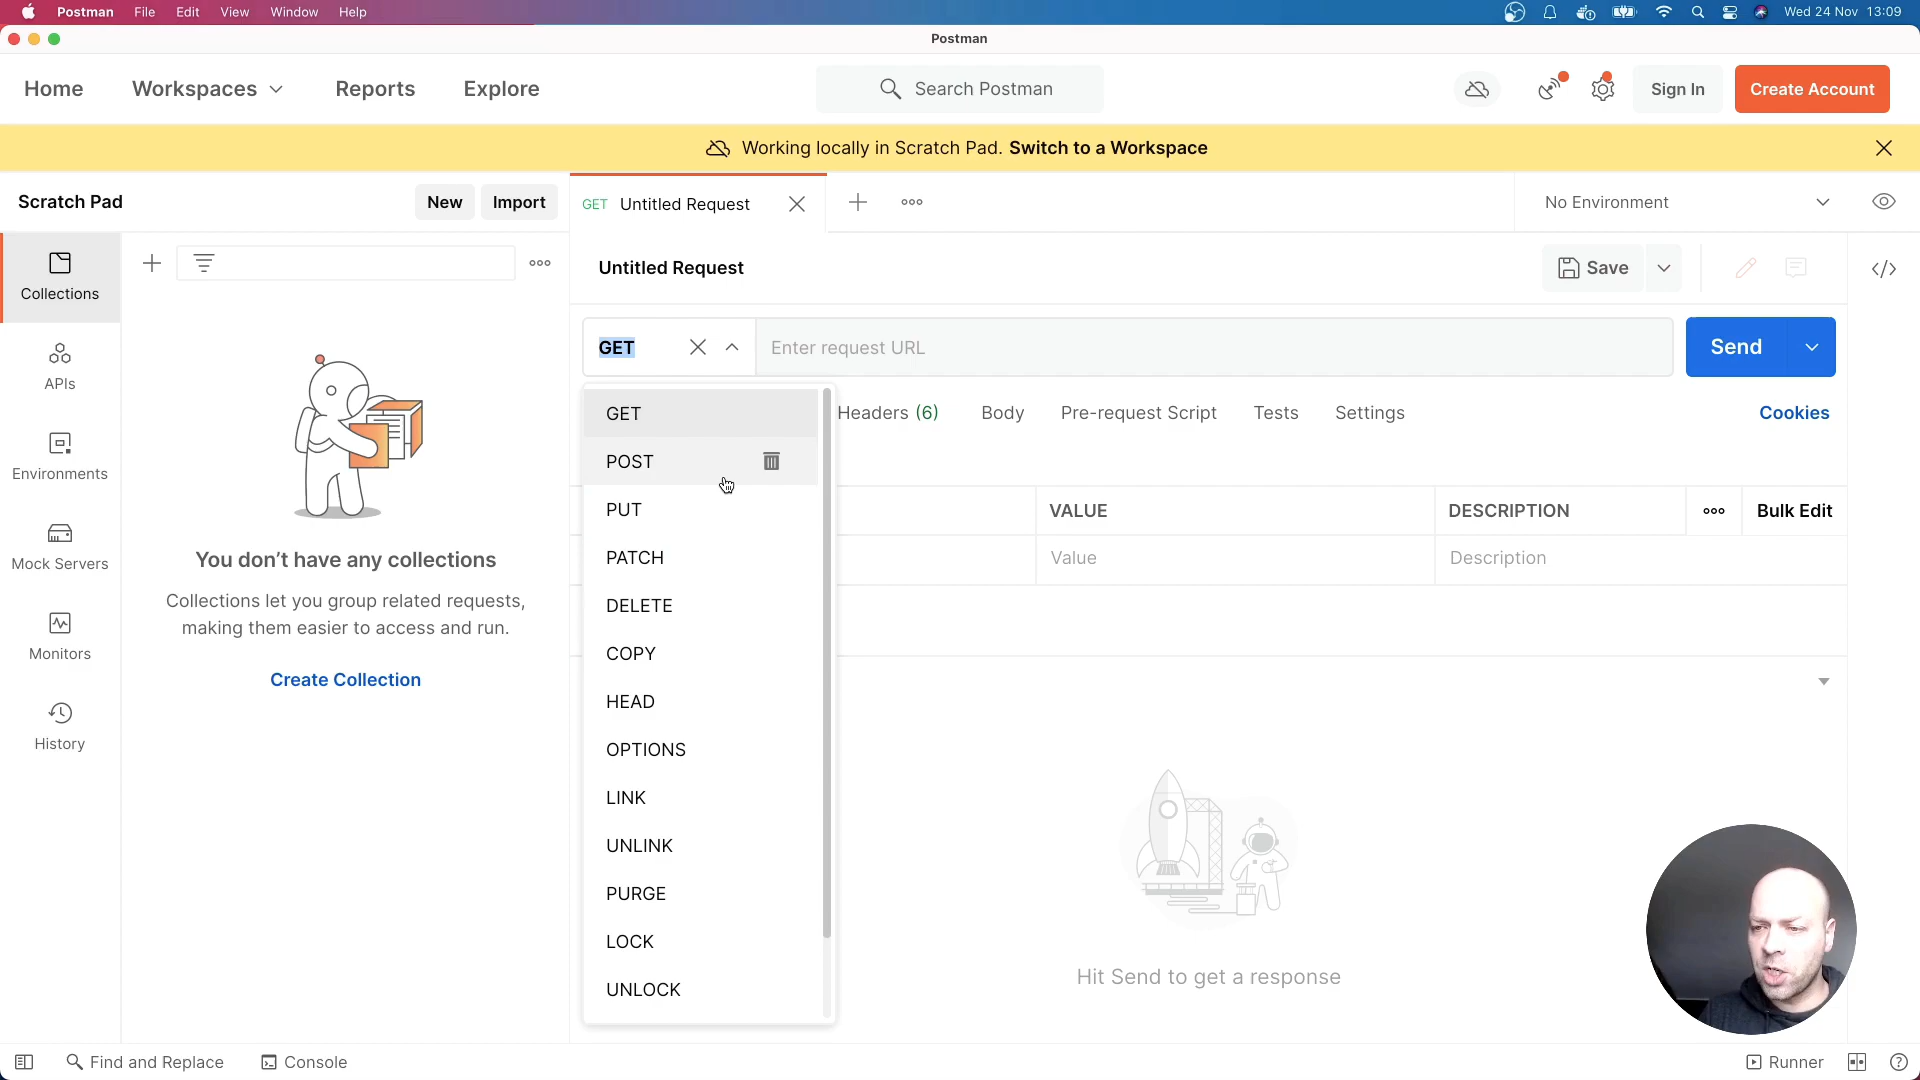 Postman File Edit View Window Help Wed 24 Nov 13:09
Postman
Home Workspaces Reports Explore Search Postman Sign In Create Account
Working locally in Scratch Pad. Switch to a Workspace
Scratch Pad New Import GET Untitled Request No Environment
Untitled Request Save
Collections
APIs
Environments
Mock Servers
Monitors
History
You don’t have any collections
Collections let you group related requests,
making them easier to access and run.
Create Collection
GET Enter request URL Send
Headers (6) Body Pre-request Script Tests Settings Cookies
VALUE DESCRIPTION Bulk Edit
Value Description
GET
POST
PUT
PATCH
DELETE
COPY
HEAD
OPTIONS
LINK
UNLINK
PURGE
LOCK
UNLOCK
Hit Send to get a response
Find and Replace Console Runner